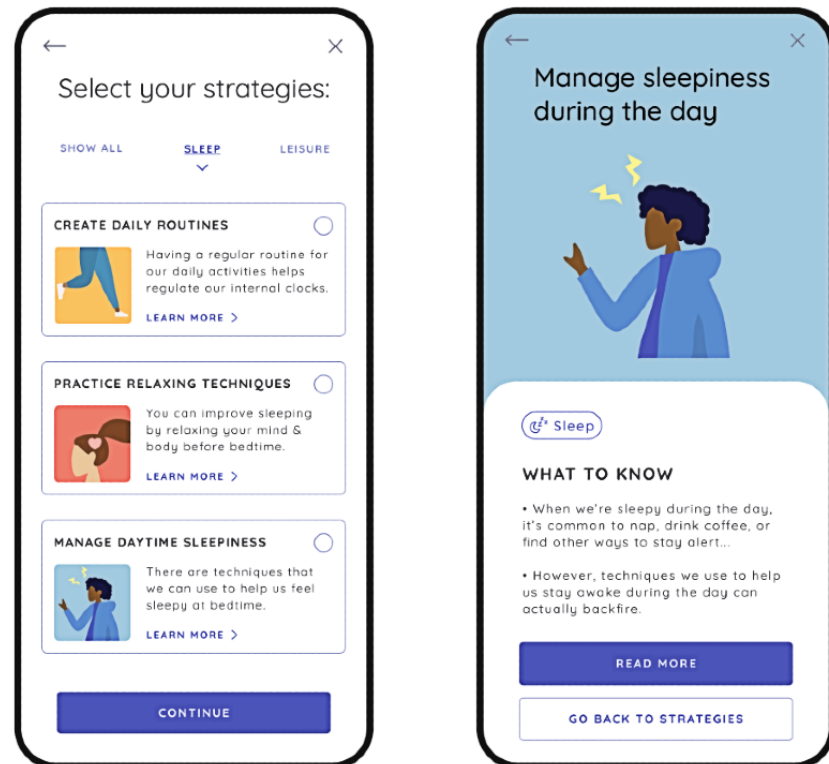 Select your strategies:
SHOW ALL SLEEP LEISURE
CREATE DAILY ROUTINES
Having a regular routine for
our daily activities helps
regulate our internal clocks.
LEARN MORE >
PRACTICE RELAXING TECHNIQUES
You can improve sleeping
by relaxing your mind &
body before bedtime.
LEARN MORE >
MANAGE DAYTIME SLEEPINESS
There are techniques that
we can use to help us feel
sleepy at bedtime.
LEARN MORE >
CONTINUE
Manage sleepiness
during the day
Sleep
WHAT TO KNOW
• When we're sleepy during the day,
it's common to nap, drink coffee, or
find other ways to stay alert...
• However, techniques we use to help
us stay awake during the day can
actually backfire.
READ MORE
GO BACK TO STRATEGIES